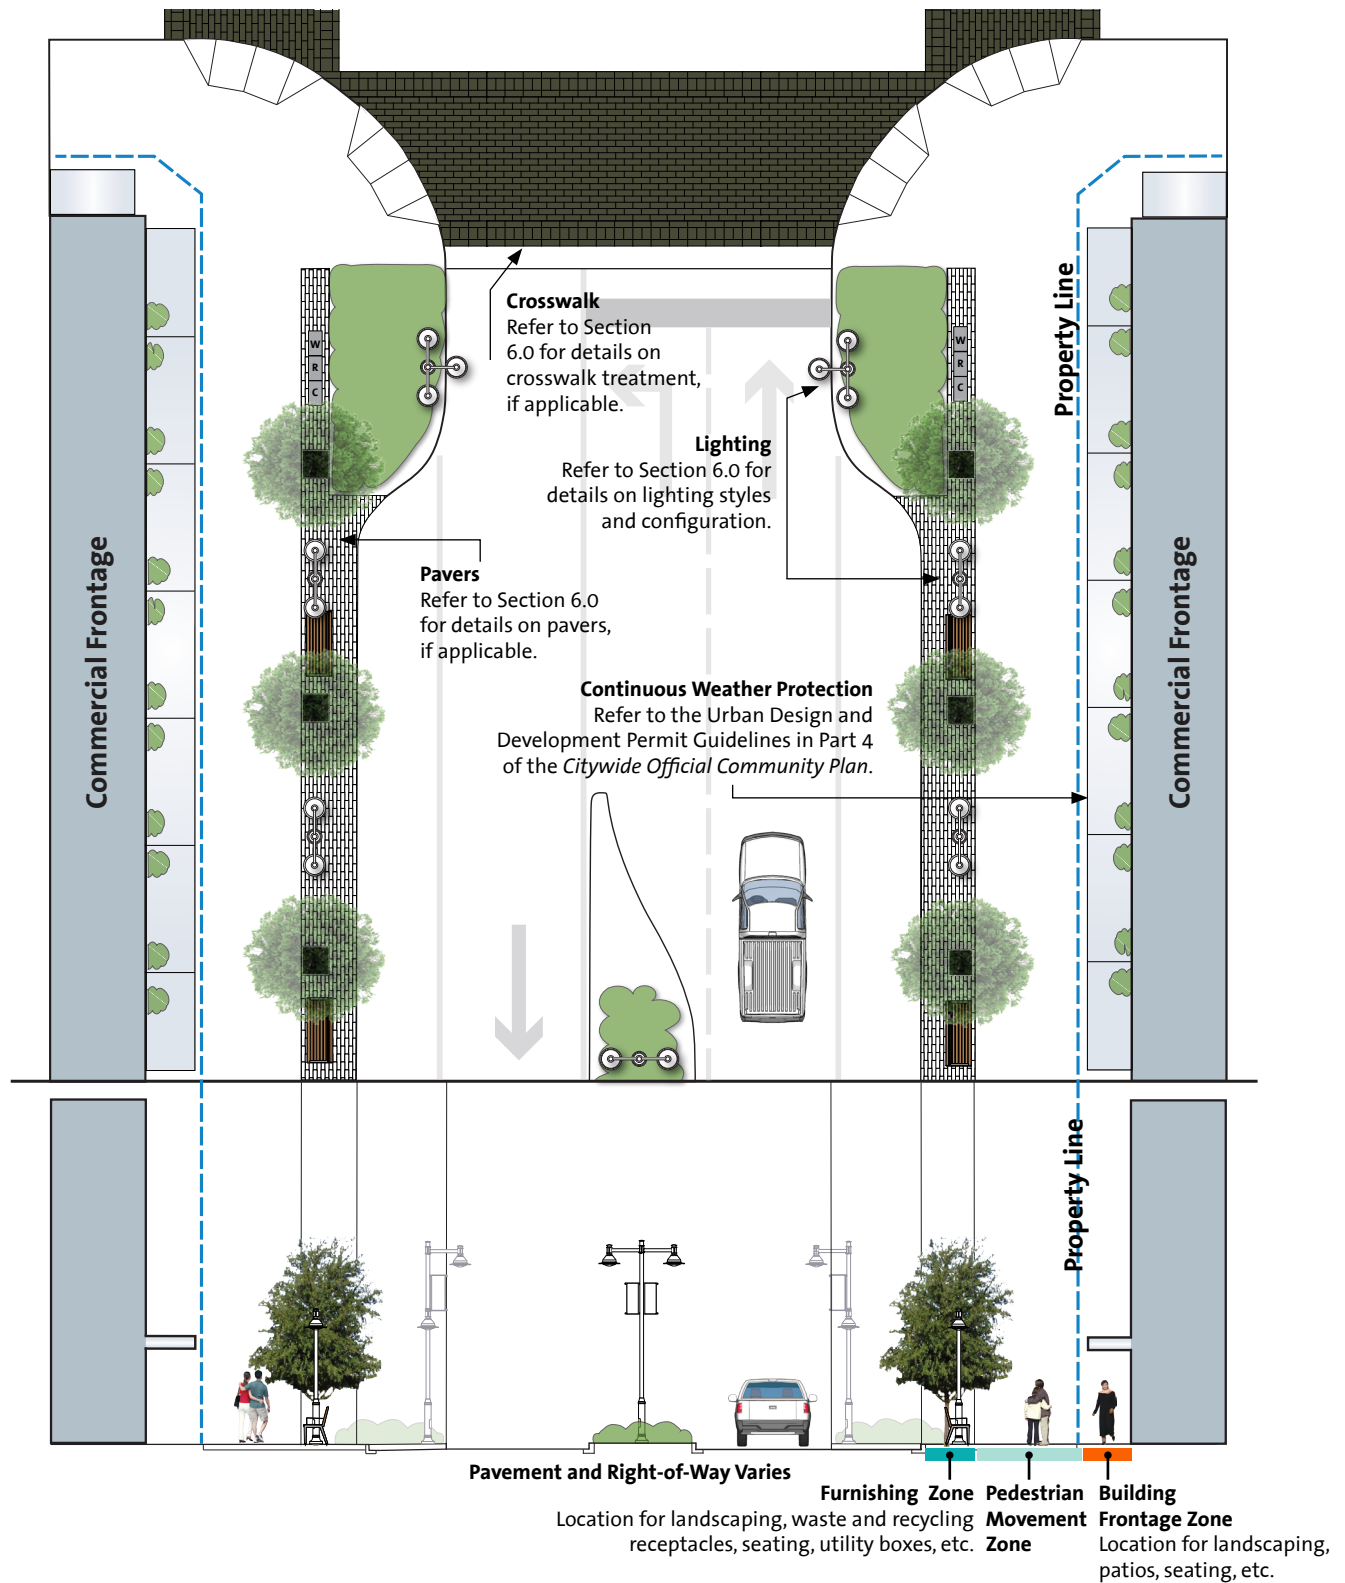 Crosswalk
Refer to Section
6.0 for details on
crosswalk treatment,
if applicable.
Property Line
W
R
C
W
R
C
Lighting
Refer to Section 6.0 for
details on lighting styles
and configuration.
Commercial Frontage
Commercial Frontage
Pavers
Refer to Section 6.0
for details on pavers,
if applicable.
Continuous Weather Protection
Refer to the Urban Design and
Development Permit Guidelines in Part 4
of the Citywide Official Community Plan.
Property Line
Pavement and Right-of-Way Varies
Furnishing Zone
Location for landscaping, waste and recycling
receptacles, seating, utility boxes, etc.
Pedestrian
Movement
Zone
Building
Frontage Zone
Location for landscaping,
patios, seating, etc.